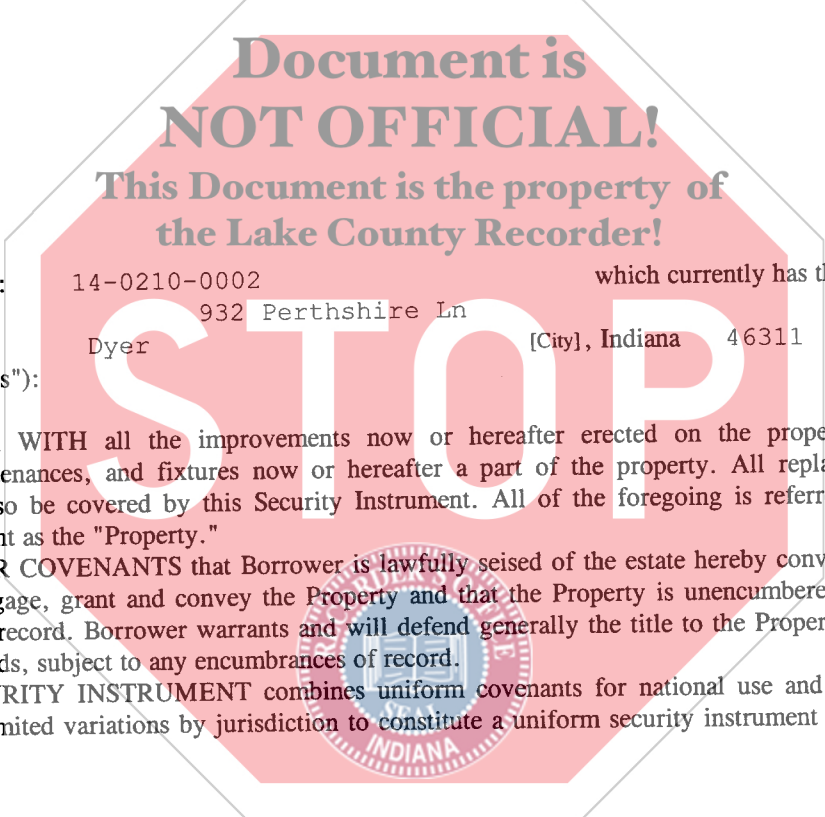 Document is
NOT OFFICIAL!
This Document is the property of
the Lake County Recorder!
: 14-0210-0002 which currently has th
932 Perthshire Ln
Dyer [City], Indiana 46311
s"):
STOP
WITH all the improvements now or hereafter erected on the prope
enances, and fixtures now or hereafter a part of the property. All repla
so be covered by this Security Instrument. All of the foregoing is referr
nt as the "Property."
R COVENANTS that Borrower is lawfully seised of the estate hereby conv
gage, grant and convey the Property and that the Property is unencumbere
record. Borrower warrants and will defend generally the title to the Proper
ds, subject to any encumbrances of record.
RITY INSTRUMENT combines uniform covenants for national use and
mited variations by jurisdiction to constitute a uniform security instrument
RECORDER'S OFFICE
SEAL
INDIANA